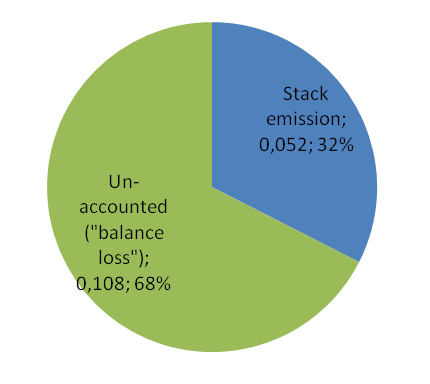 Stack
emission;
0,052; 32%
Un-
accounted
("balance
loss");
0,108; 68%